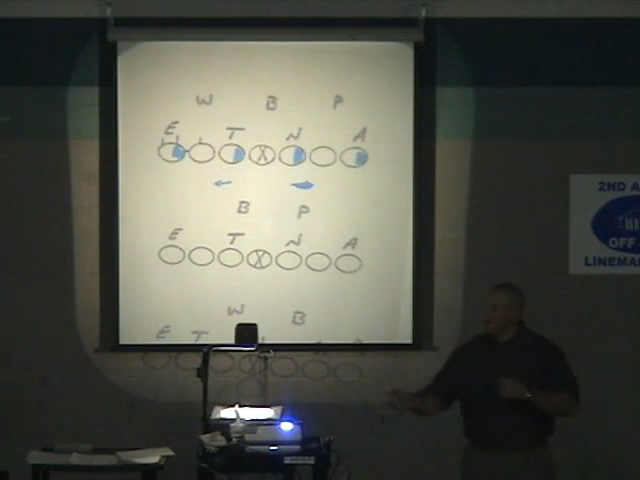 W B P
E T N A
X
B P
E T N A
X
W B
E T
2ND A
OFF
LINEMA